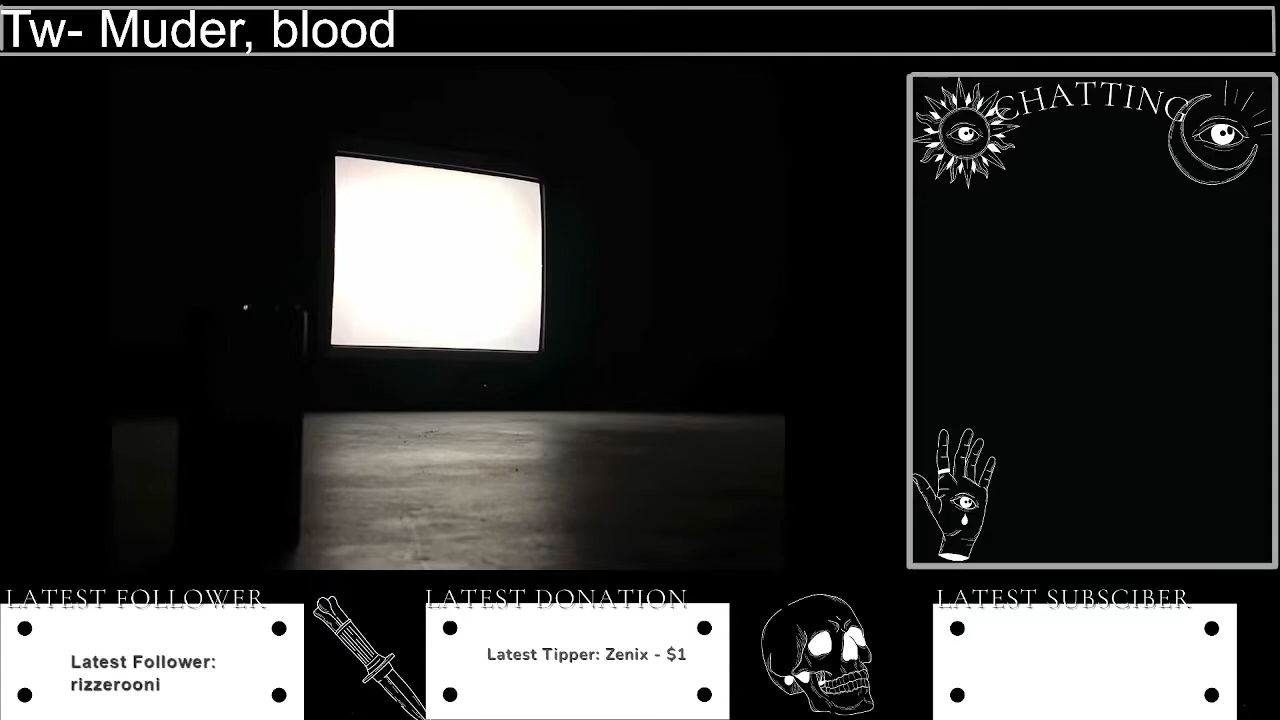 Tw- Muder, blood
CHATTING
LATEST FOLLOWER
LATEST DONATION
LATEST SUBSCIBER
Latest Follower:
rizzerooni
Latest Tipper: Zenix - $1